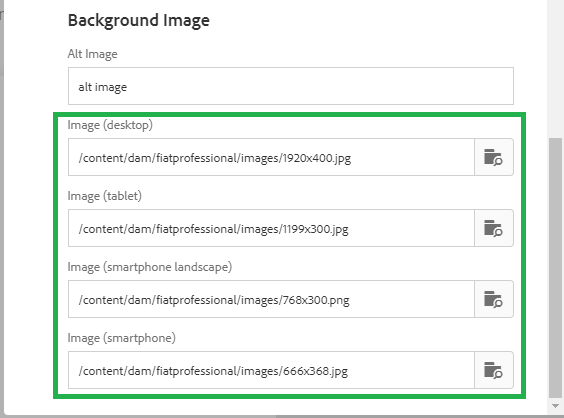 Background Image
Alt Image
alt image
Image (desktop)
/content/dam/fiatprofessional/images/1920x400.jpg
Image (tablet)
/content/dam/fiatprofessional/images/1199x300.jpg
Image (smartphone landscape)
/content/dam/fiatprofessional/images/768x300.png
Image (smartphone)
/content/dam/fiatprofessional/images/666x368.jpg